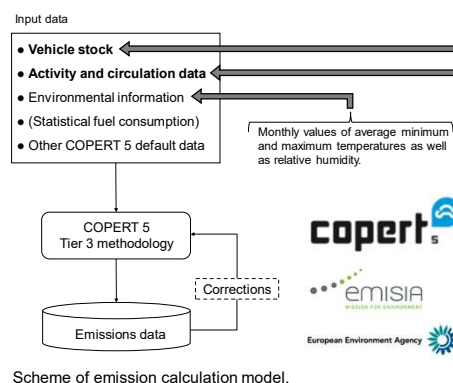 Input data
● Vehicle stock
● Activity and circulation data
● Environmental information
● (Statistical fuel consumption)
● Other COPERT 5 default data
Monthly values of average minimum
and maximum temperatures as well
as relative humidity.
COPERT 5
Tier 3 methodology
Corrections
Emissions data
copert
5
emisia
MISSION FOR ENVIRONMENT
European Environment Agency
Scheme of emission calculation model.